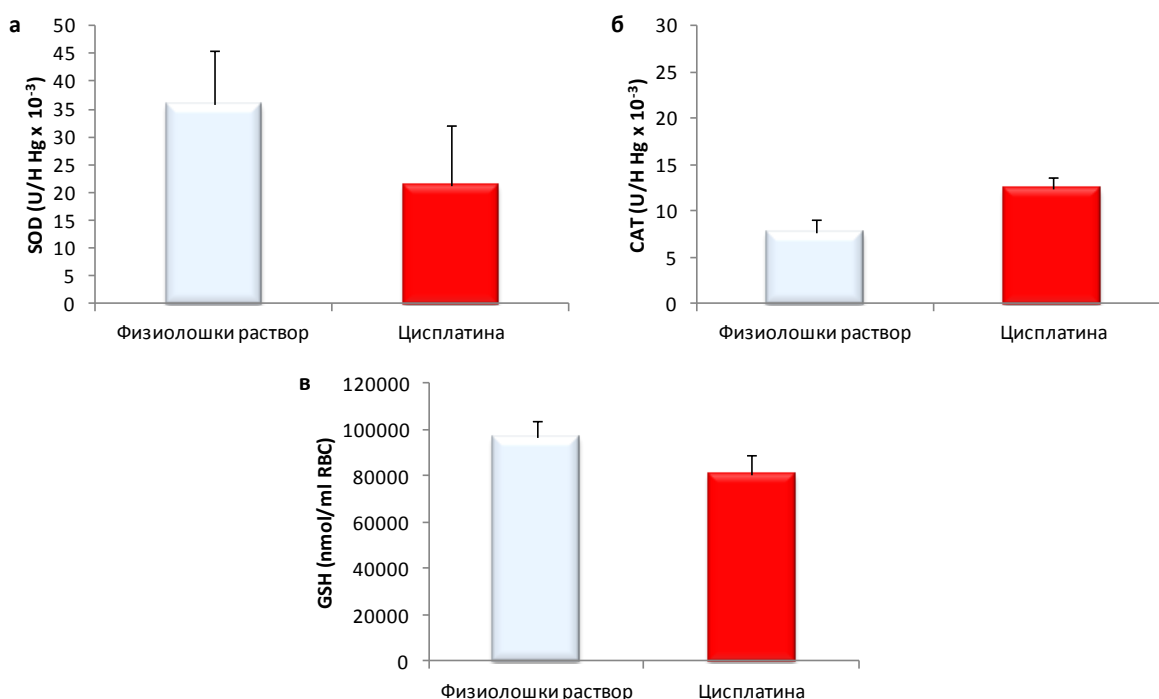 а
SOD (U/H Hg x 10⁻³)
50
45
40
35
30
25
20
15
10
5
0
Физиолошки раствор
Цисплатина
б
CAT (U/H Hg x 10⁻³)
30
25
20
15
10
5
0
Физиолошки раствор
Цисплатина
в
GSH (nmol/ml RBC)
120000
100000
80000
60000
40000
20000
0
Физиолошки раствор
Цисплатина